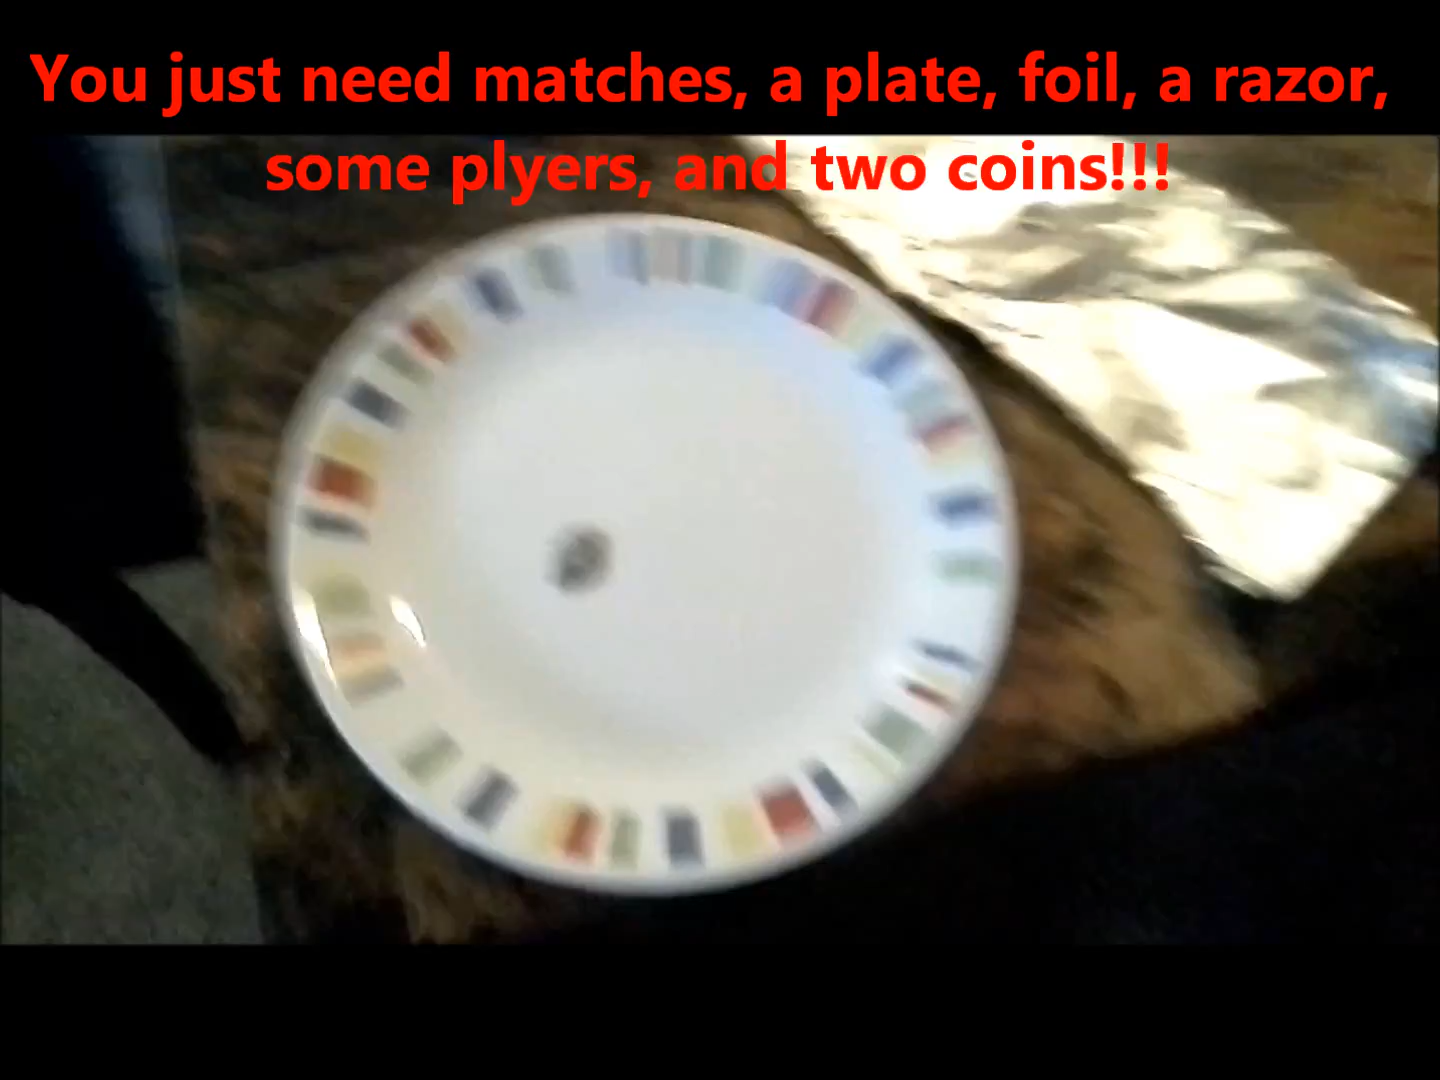 You just need matches, a plate, foil, a razor,
some plyers, and two coins!!!